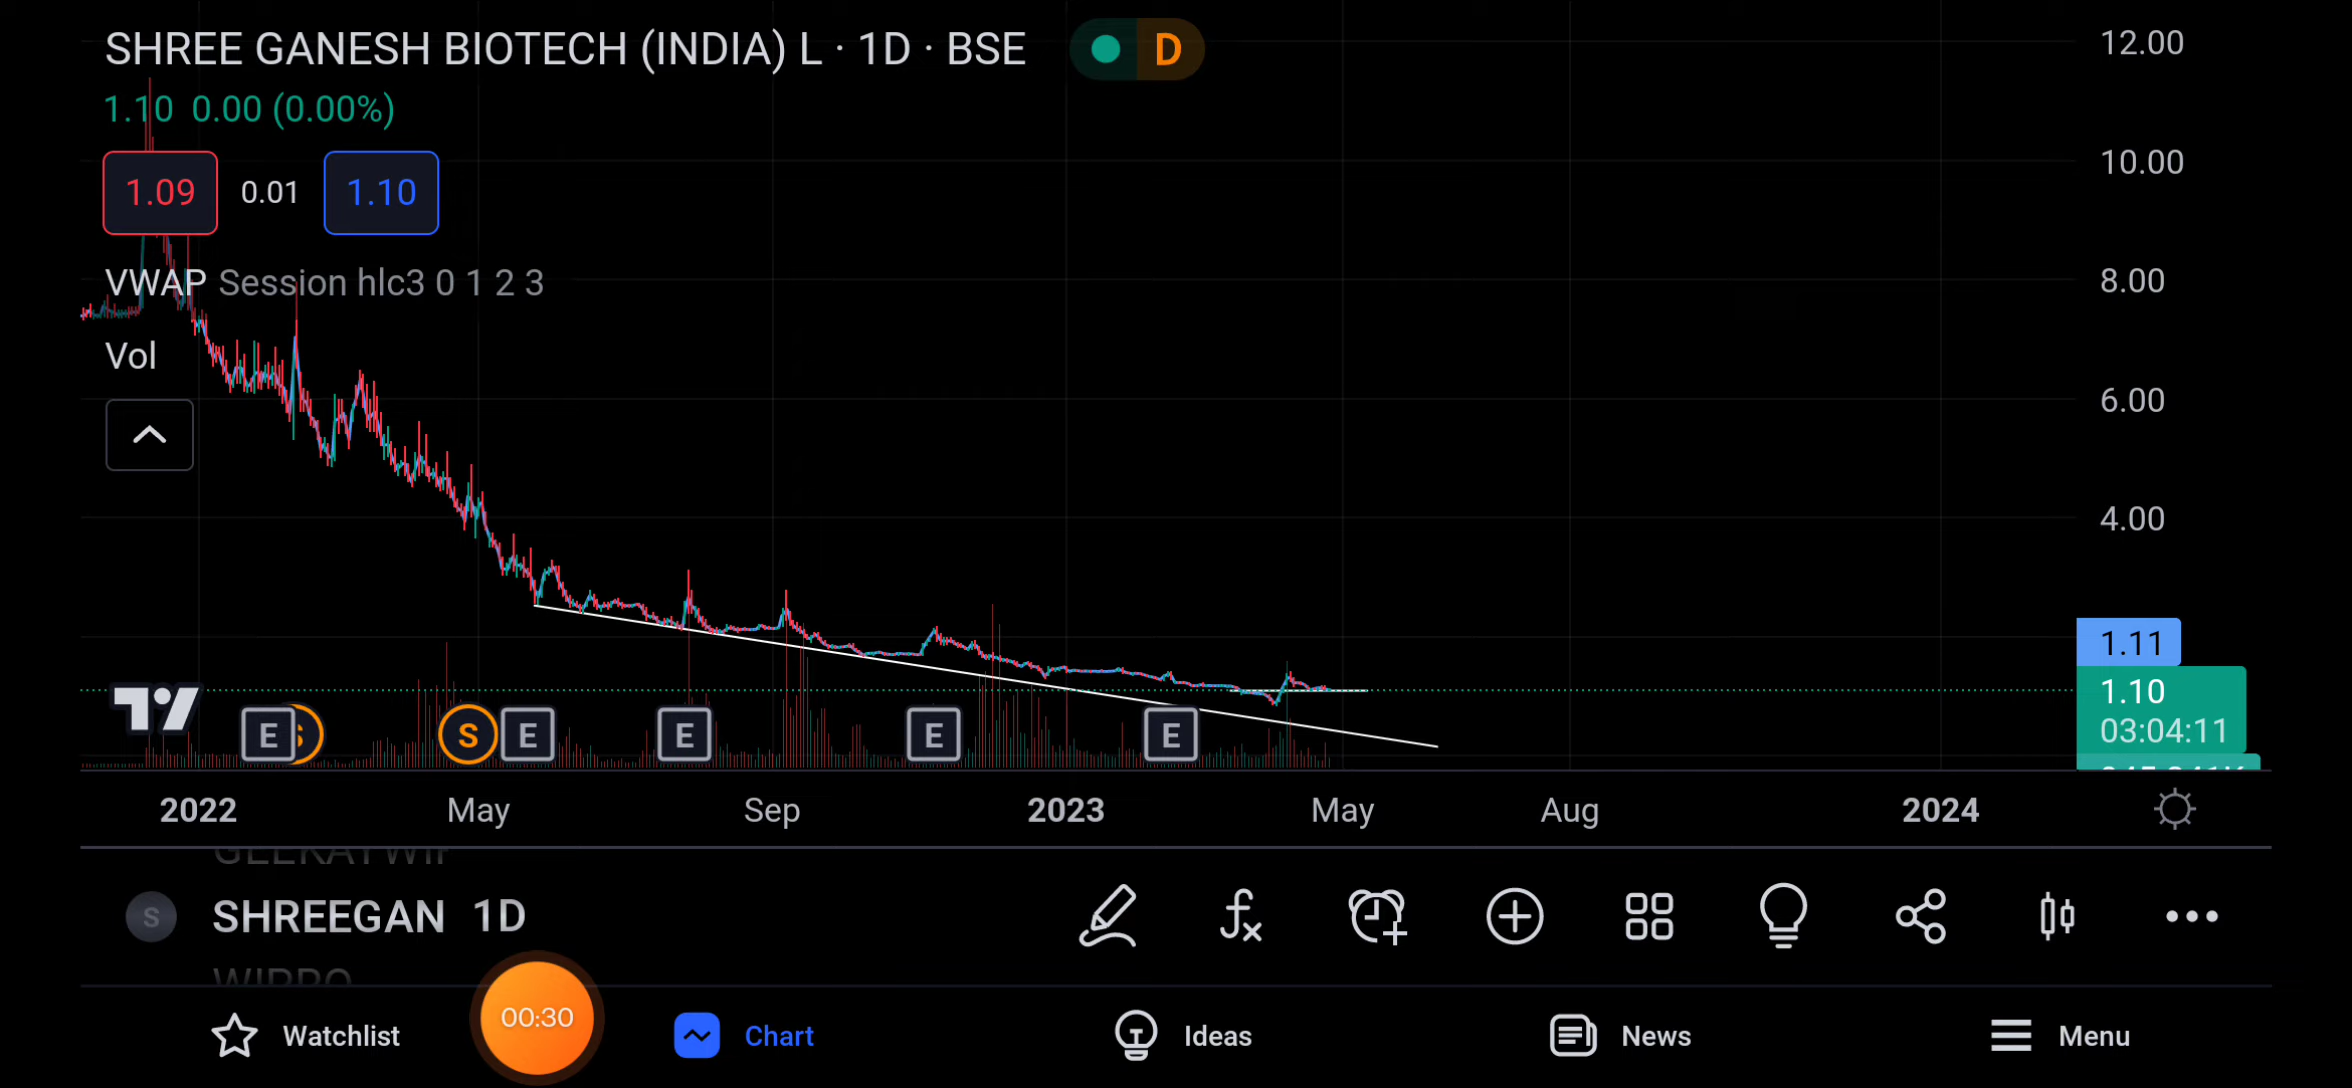 SHREE GANESH BIOTECH (INDIA) L · 1D · BSE D
1.10 0.00 (0.00%)
1.09 0.01 1.10
VWAP Session hlc3 0 1 2 3
Vol
12.00
10.00
8.00
6.00
4.00
1.11
1.10
03:04:11
E S S E E E E
2022 May Sep 2023 May Aug 2024
S SHREEGAN 1D
WIPRO
00:30
Watchlist Chart Ideas News Menu